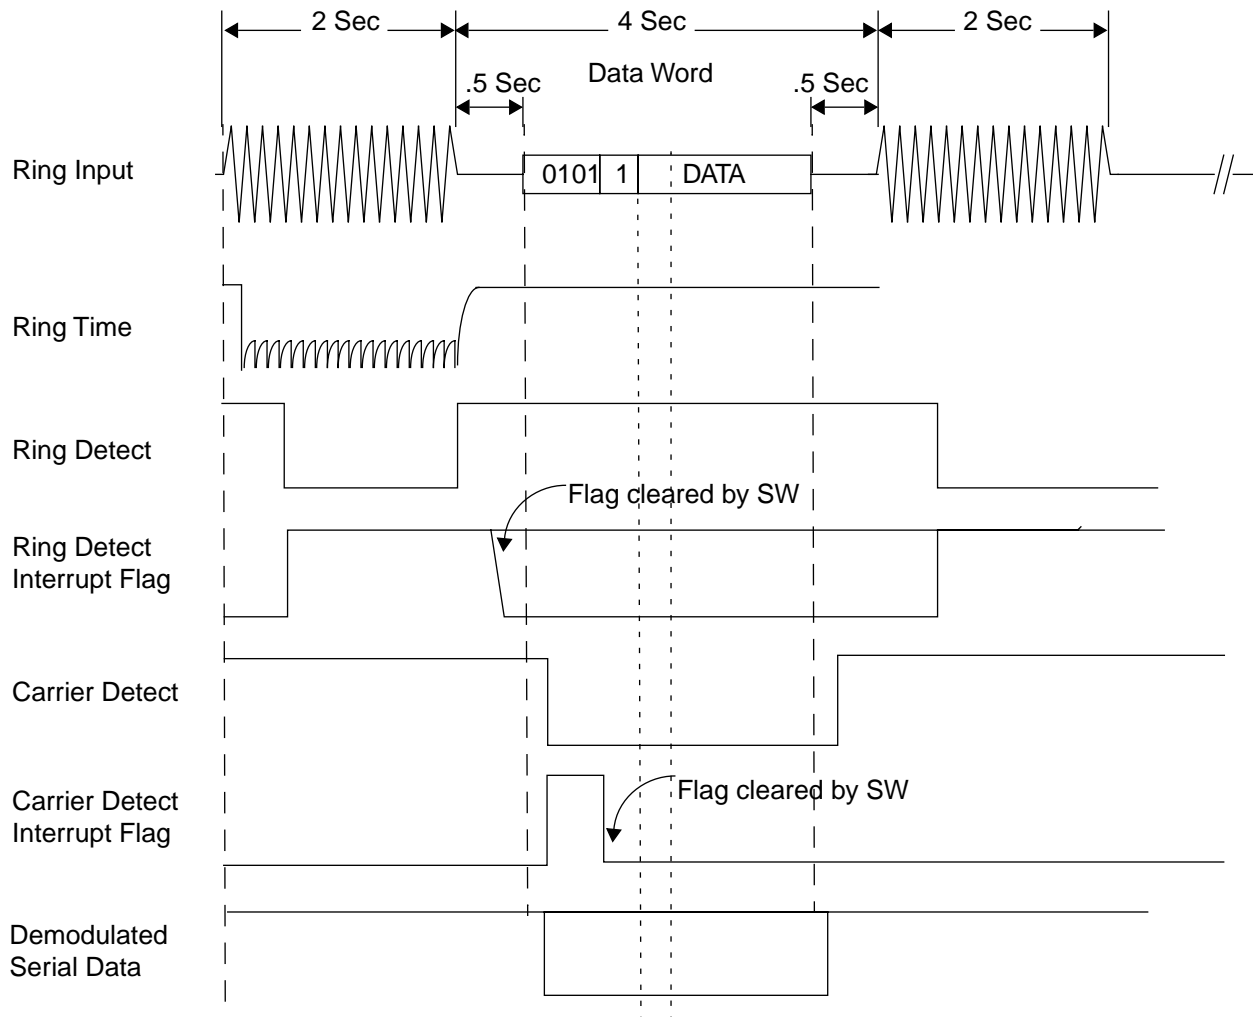 2 Sec
4 Sec
2 Sec
.5 Sec
Data Word
.5 Sec
Ring Input
0101
1
DATA
Ring Time
Ring Detect
Flag cleared by SW
Ring Detect
Interrupt Flag
Carrier Detect
Flag cleared by SW
Carrier Detect
Interrupt Flag
Demodulated
Serial Data